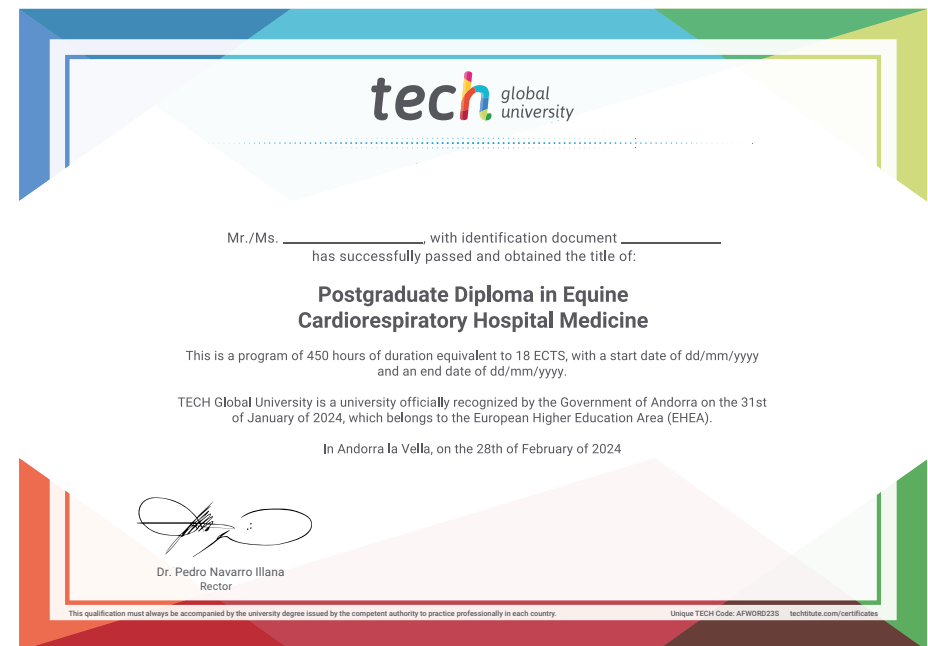 tech global university
Mr./Ms. ____________, with identification document ____________
has successfully passed and obtained the title of:
Postgraduate Diploma in Equine
Cardiorespiratory Hospital Medicine
This is a program of 450 hours of duration equivalent to 18 ECTS, with a start date of dd/mm/yyyy
and an end date of dd/mm/yyyy.
TECH Global University is a university officially recognized by the Government of Andorra on the 31st
of January of 2024, which belongs to the European Higher Education Area (EHEA).
In Andorra la Vella, on the 28th of February of 2024
Dr. Pedro Navarro Illana
Rector
This qualification must always be accompanied by the university degree issued by the competent authority to practice professionally in each country.
Unique TECH Code: AFWORD23S techtitute.com/certificates